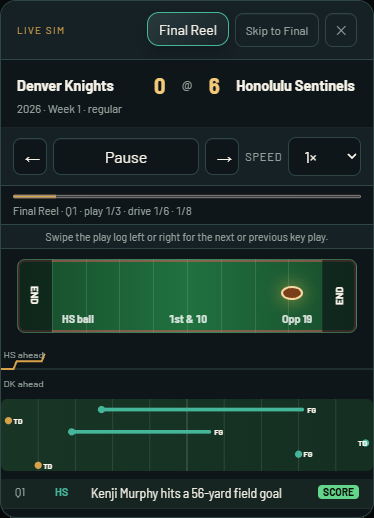 LIVE SIM
Final Reel
Skip to Final
×
Denver Knights 0 @ 6 Honolulu Sentinels
2026 · Week 1 · regular
← Pause → SPEED 1×
Final Reel · Q1 · play 1/3 · drive 1/6 · 1/8
Swipe the play log left or right for the next or previous key play.
END
HS ball
1st & 10
Opp 19
END
HS ahead
DK ahead
FG
TD
FG
TD
FG
TD
Q1 HS Kenji Murphy hits a 56-yard field goal SCORE